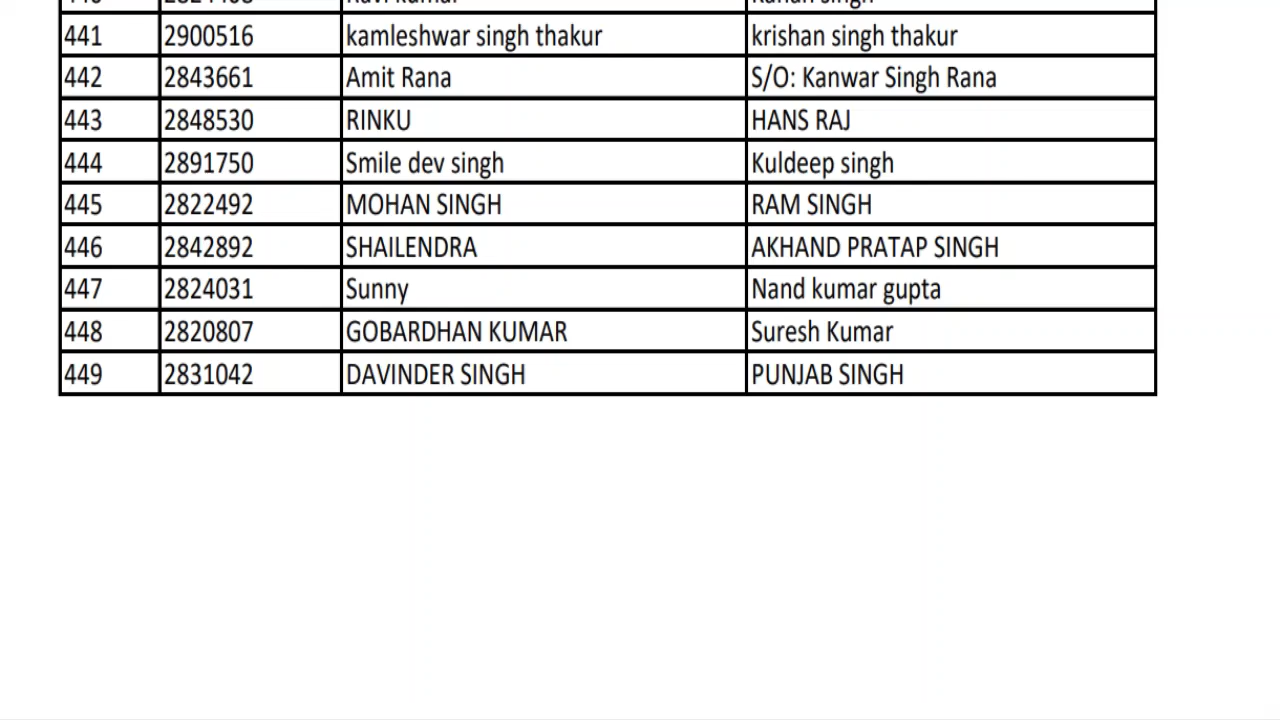 441 2900516 kamleshwar singh thakur krishan singh thakur
442 2843661 Amit Rana S/O: Kanwar Singh Rana
443 2848530 RINKU HANS RAJ
444 2891750 Smile dev singh Kuldeep singh
445 2822492 MOHAN SINGH RAM SINGH
446 2842892 SHAILENDRA AKHAND PRATAP SINGH
447 2824031 Sunny Nand kumar gupta
448 2820807 GOBARDHAN KUMAR Suresh Kumar
449 2831042 DAVINDER SINGH PUNJAB SINGH